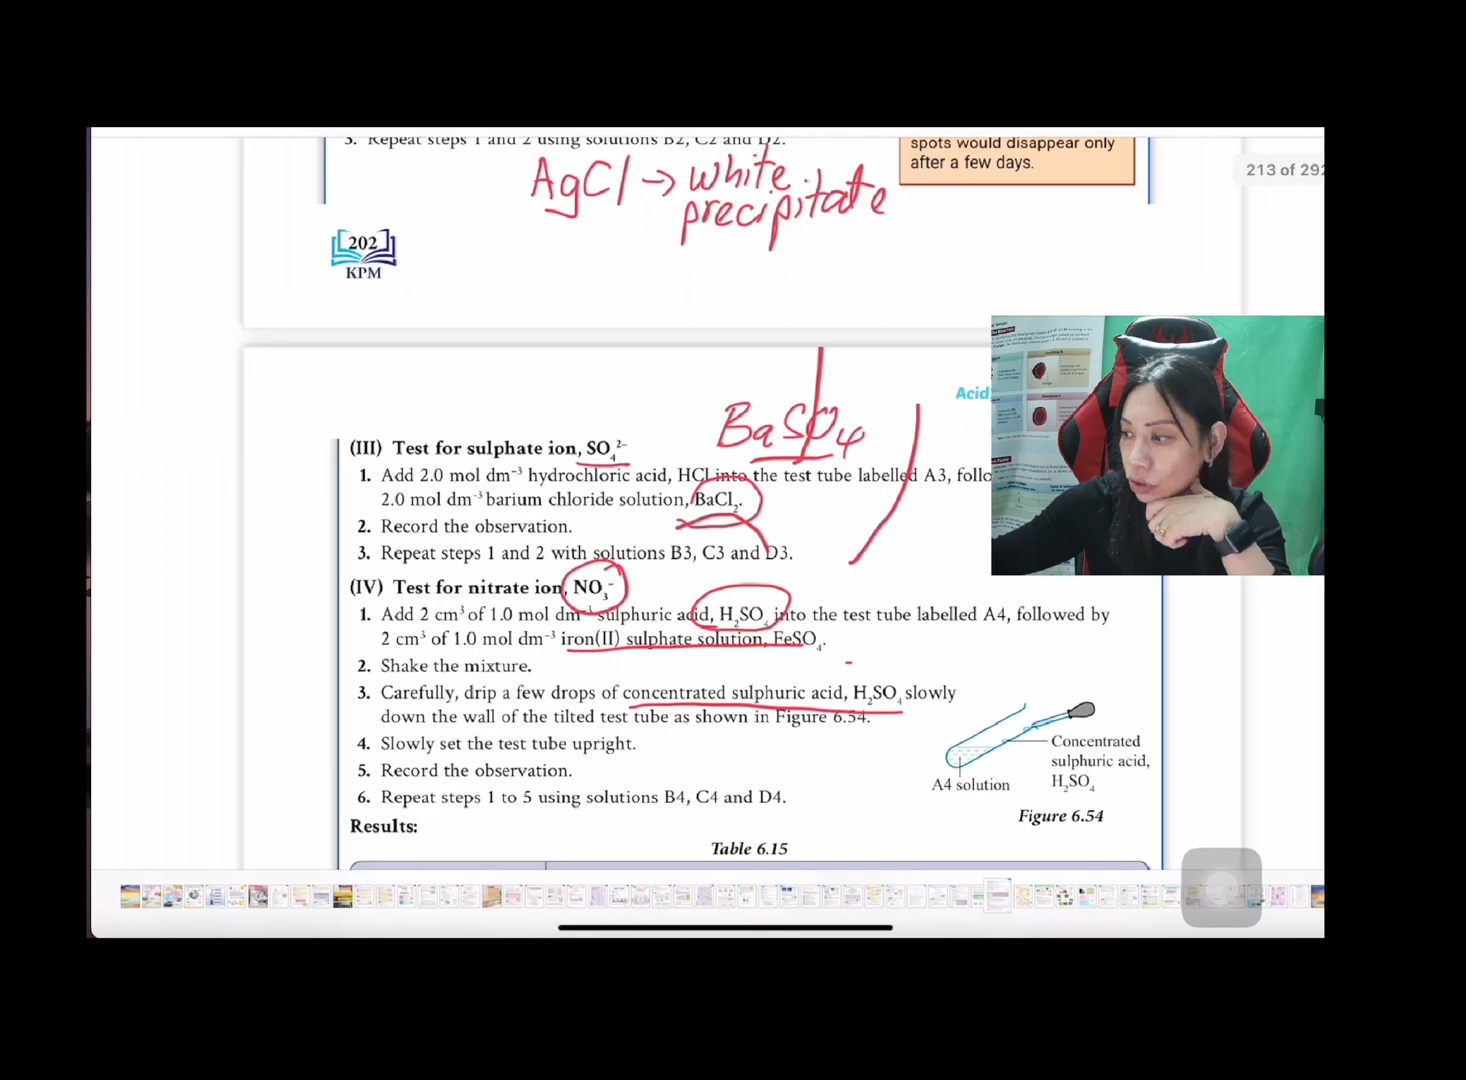 3. Repeat steps 1 and 2 using solutions B2, C2 and D2.
spots would disappear only
after a few days.
213 of 292
AgCl → white
precipitate
202
KPM
Acid
BaSO4
(III) Test for sulphate ion, SO₄²⁻
1. Add 2.0 mol dm⁻³ hydrochloric acid, HCl into the test tube labelled A3, follo
2.0 mol dm⁻³ barium chloride solution, BaCl₂.
2. Record the observation.
3. Repeat steps 1 and 2 with solutions B3, C3 and D3.
(IV) Test for nitrate ion, NO₃⁻
1. Add 2 cm³ of 1.0 mol dm⁻³ sulphuric acid, H₂SO₄ into the test tube labelled A4, followed by
2 cm³ of 1.0 mol dm⁻³ iron(II) sulphate solution, FeSO₄.
2. Shake the mixture.
3. Carefully, drip a few drops of concentrated sulphuric acid, H₂SO₄ slowly
down the wall of the tilted test tube as shown in Figure 6.54.
4. Slowly set the test tube upright.
5. Record the observation.
6. Repeat steps 1 to 5 using solutions B4, C4 and D4.
Concentrated
sulphuric acid,
H₂SO₄
A4 solution
Figure 6.54
Results:
Table 6.15